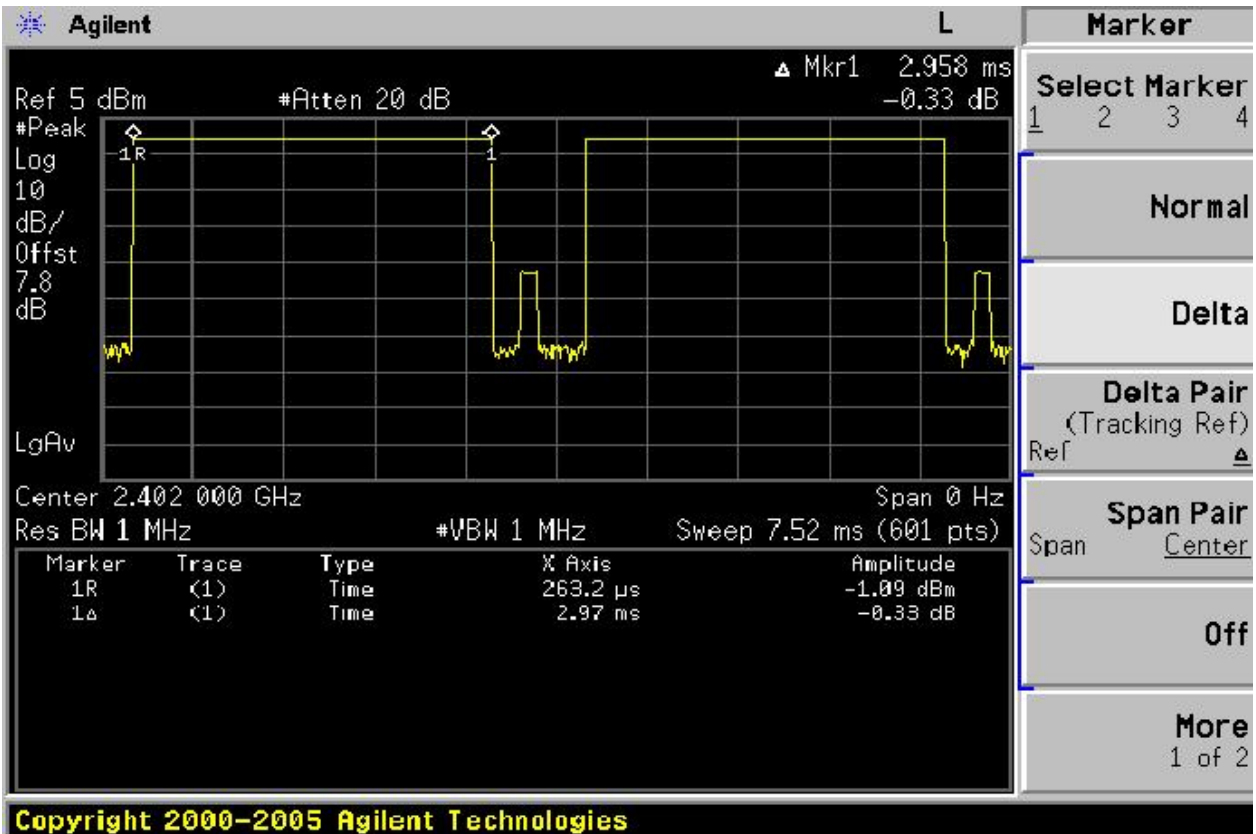 Agilent L
Marker
Δ Mkr1 2.958 ms
Ref 5 dBm #Atten 20 dB -0.33 dB
#Peak
Log
10
dB/
Offst
7.8
dB
1R
1
LgAv
Center 2.402 000 GHz Span 0 Hz
Res BW 1 MHz #VBW 1 MHz Sweep 7.52 ms (601 pts)
Marker Trace Type X Axis Amplitude
1R (1) Time 263.2 µs -1.09 dBm
1Δ (1) Time 2.97 ms -0.33 dB
Select Marker
1 2 3 4
Normal
Delta
Delta Pair
(Tracking Ref)
Ref Δ
Span Pair
Span Center
Off
More
1 of 2
Copyright 2000-2005 Agilent Technologies